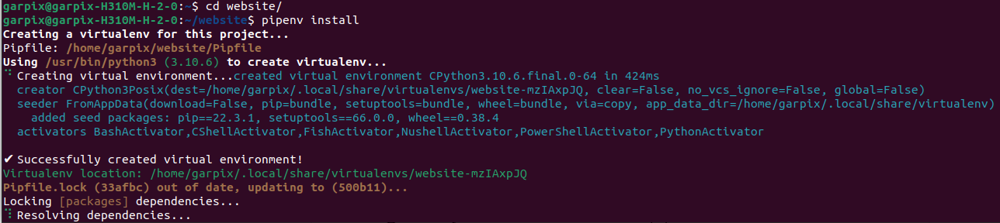 garpix@garpix-H310M-H-2-0:~$ cd website/
garpix@garpix-H310M-H-2-0:~/website$ pipenv install
Creating a virtualenv for this project...
Pipfile: /home/garpix/website/Pipfile
Using /usr/bin/python3 (3.10.6) to create virtualenv...
⠙ Creating virtual environment...created virtual environment CPython3.10.6.final.0-64 in 424ms
  creator CPython3Posix(dest=/home/garpix/.local/share/virtualenvs/website-mzIAxpJQ, clear=False, no_vcs_ignore=False, global=False)
  seeder FromAppData(download=False, pip=bundle, setuptools=bundle, wheel=bundle, via=copy, app_data_dir=/home/garpix/.local/share/virtualenv)
    added seed packages: pip==22.3.1, setuptools==66.0.0, wheel==0.38.4
  activators BashActivator,CShellActivator,FishActivator,NushellActivator,PowerShellActivator,PythonActivator
✔ Successfully created virtual environment!
Virtualenv location: /home/garpix/.local/share/virtualenvs/website-mzIAxpJQ
Pipfile.lock (33afbc) out of date, updating to (500b11)...
Locking [packages] dependencies...
⠹ Resolving dependencies...